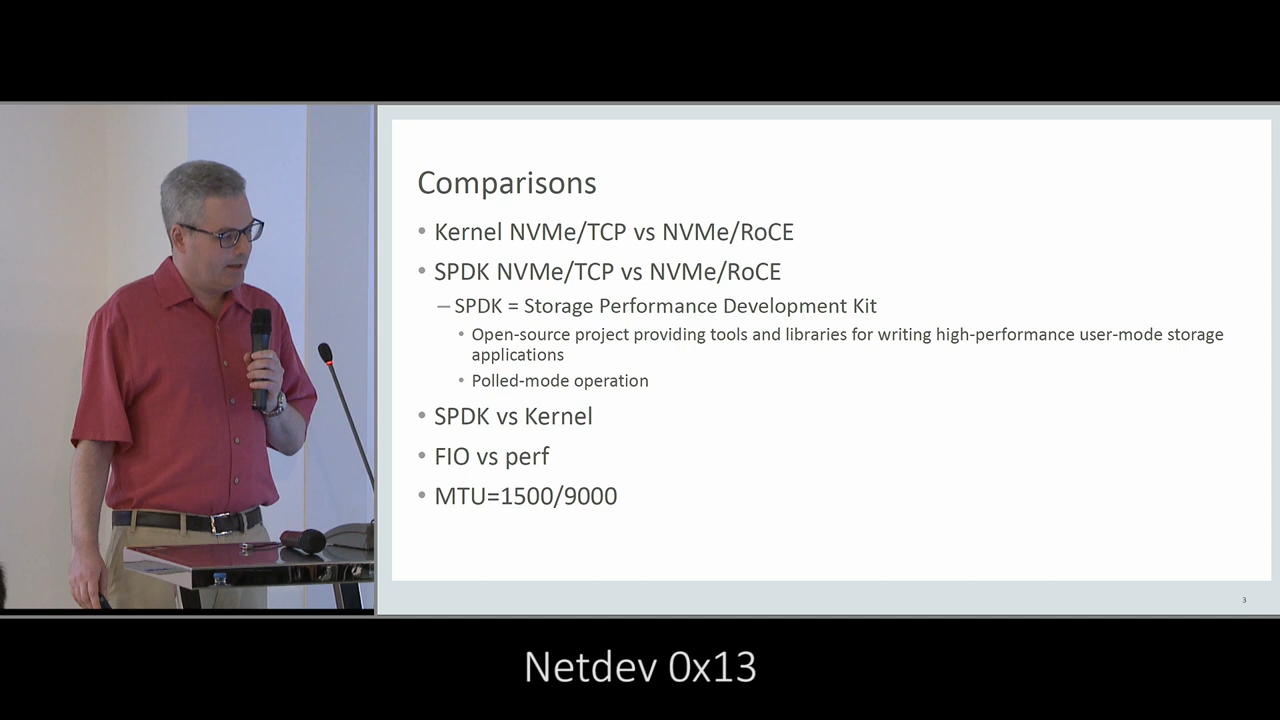 Comparisons
• Kernel NVMe/TCP vs NVMe/RoCE
• SPDK NVMe/TCP vs NVMe/RoCE
– SPDK = Storage Performance Development Kit
• Open-source project providing tools and libraries for writing high-performance user-mode storage
applications
• Polled-mode operation
• SPDK vs Kernel
• FIO vs perf
• MTU=1500/9000
3
Netdev 0x13